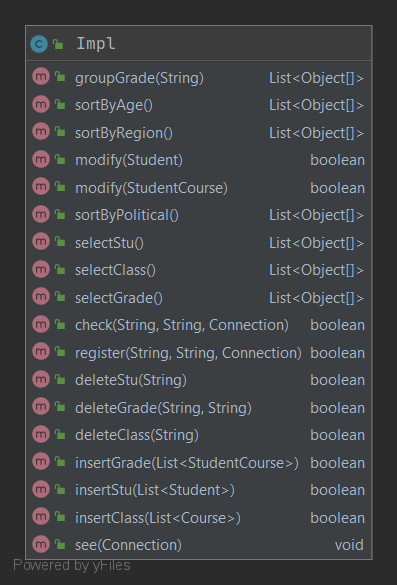 C Impl
m groupGrade(String) List<Object[]>
m sortByAge() List<Object[]>
m sortByRegion() List<Object[]>
m modify(Student) boolean
m modify(StudentCourse) boolean
m sortByPolitical() List<Object[]>
m selectStu() List<Object[]>
m selectClass() List<Object[]>
m selectGrade() List<Object[]>
m check(String, String, Connection) boolean
m register(String, String, Connection) boolean
m deleteStu(String) boolean
m deleteGrade(String, String) boolean
m deleteClass(String) boolean
m insertGrade(List<StudentCourse>) boolean
m insertStu(List<Student>) boolean
m insertClass(List<Course>) boolean
m see(Connection) void
Powered by yFiles